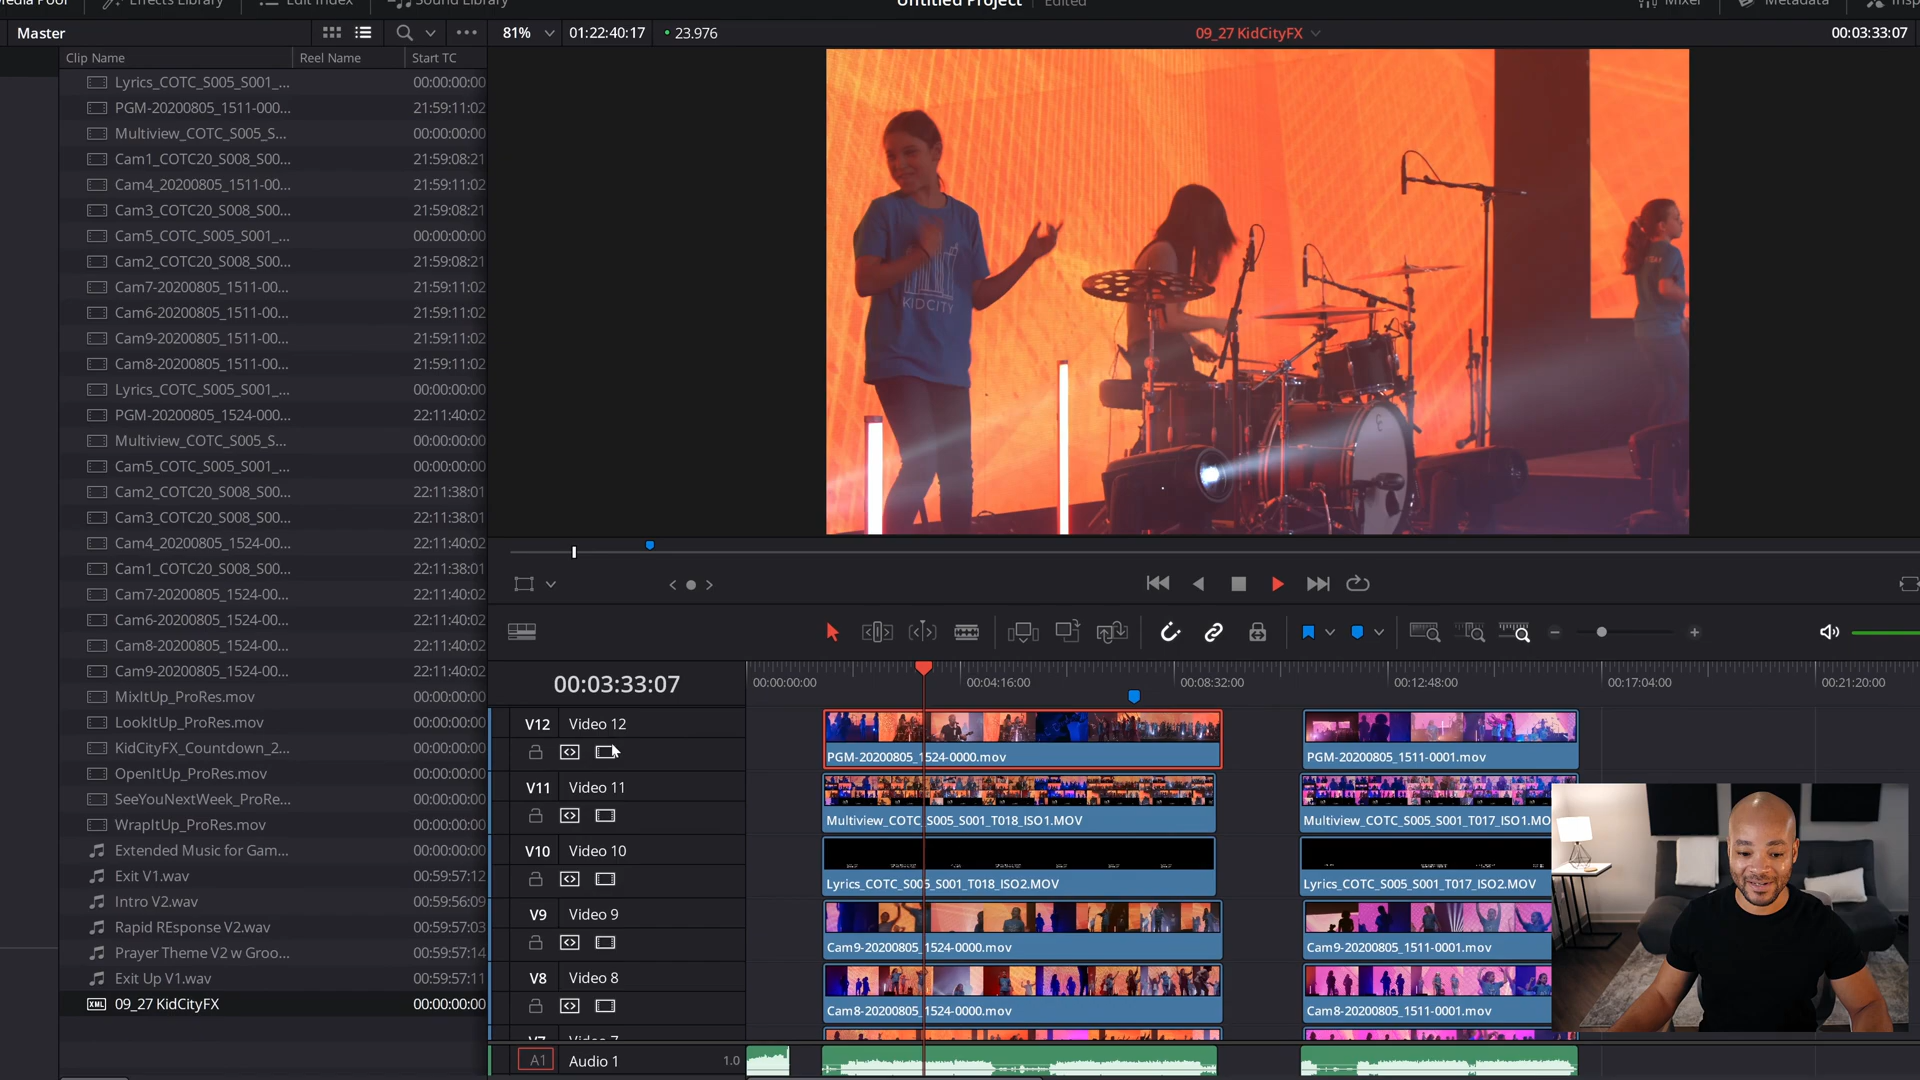 Media Pool
Effects Library
Edit Index
Sound Library
Untitled Project
Edited
Mixer
Metadata
Master
81%
01:22:40:17
23.976
09_27 KidCityFX
00:03:33:07
Clip Name
Reel Name
Start TC
Lyrics_COTC_S005_S001_... 00:00:00:00
PGM-20200805_1511-000... 21:59:11:02
Multiview_COTC_S005_S... 00:00:00:00
Cam1_COTC20_S008_S00... 21:59:08:21
Cam4_20200805_1511-00... 21:59:11:02
Cam3_COTC20_S008_S00... 21:59:08:21
Cam5_COTC_S005_S001_... 00:00:00:00
Cam2_COTC20_S008_S00... 21:59:08:21
Cam7-20200805_1511-00... 21:59:11:02
Cam6-20200805_1511-00... 21:59:11:02
Cam9-20200805_1511-00... 21:59:11:02
Cam8-20200805_1511-00... 21:59:11:02
Lyrics_COTC_S005_S001_... 00:00:00:00
PGM-20200805_1524-000... 22:11:40:02
Multiview_COTC_S005_S... 00:00:00:00
Cam5_COTC_S005_S001_... 00:00:00:00
Cam2_COTC20_S008_S00... 22:11:38:01
Cam3_COTC20_S008_S00... 22:11:38:01
Cam4_20200805_1524-00... 22:11:40:02
Cam1_COTC20_S008_S00... 22:11:38:01
Cam7-20200805_1524-00... 22:11:40:02
Cam6-20200805_1524-00... 22:11:40:02
Cam8-20200805_1524-00... 22:11:40:02
Cam9-20200805_1524-00... 22:11:40:02
MixItUp_ProRes.mov 00:00:00:00
LookItUp_ProRes.mov 00:00:00:00
KidCityFX_Countdown_2... 00:00:00:00
OpenItUp_ProRes.mov 00:00:00:00
SeeYouNextWeek_ProRe... 00:00:00:00
WrapItUp_ProRes.mov 00:00:00:00
Extended Music for Gam... 00:00:00:00
Exit V1.wav 00:59:57:12
Intro V2.wav 00:59:56:09
Rapid REsponse V2.wav 00:59:57:03
Prayer Theme V2 w Groo... 00:59:57:14
Exit Up V1.wav 00:59:57:11
XML 09_27 KidCityFX 00:00:00:00
KIDCITY
00:03:33:07
00:00:00:00
00:04:16:00
00:08:32:00
00:12:48:00
00:17:04:00
00:21:20:00
V12 Video 12
PGM-20200805_1524-0000.mov
PGM-20200805_1511-0001.mov
V11 Video 11
Multiview_COTC_S005_S001_T018_ISO1.MOV
Multiview_COTC_S005_S001_T017_ISO1.MO
V10 Video 10
Lyrics_COTC_S005_S001_T018_ISO2.MOV
Lyrics_COTC_S005_S001_T017_ISO2.MOV
V9 Video 9
Cam9-20200805_1524-0000.mov
Cam9-20200805_1511-0001.mov
V8 Video 8
Cam8-20200805_1524-0000.mov
Cam8-20200805_1511-0001.mov
V7 Video 7
A1 Audio 1 1.0